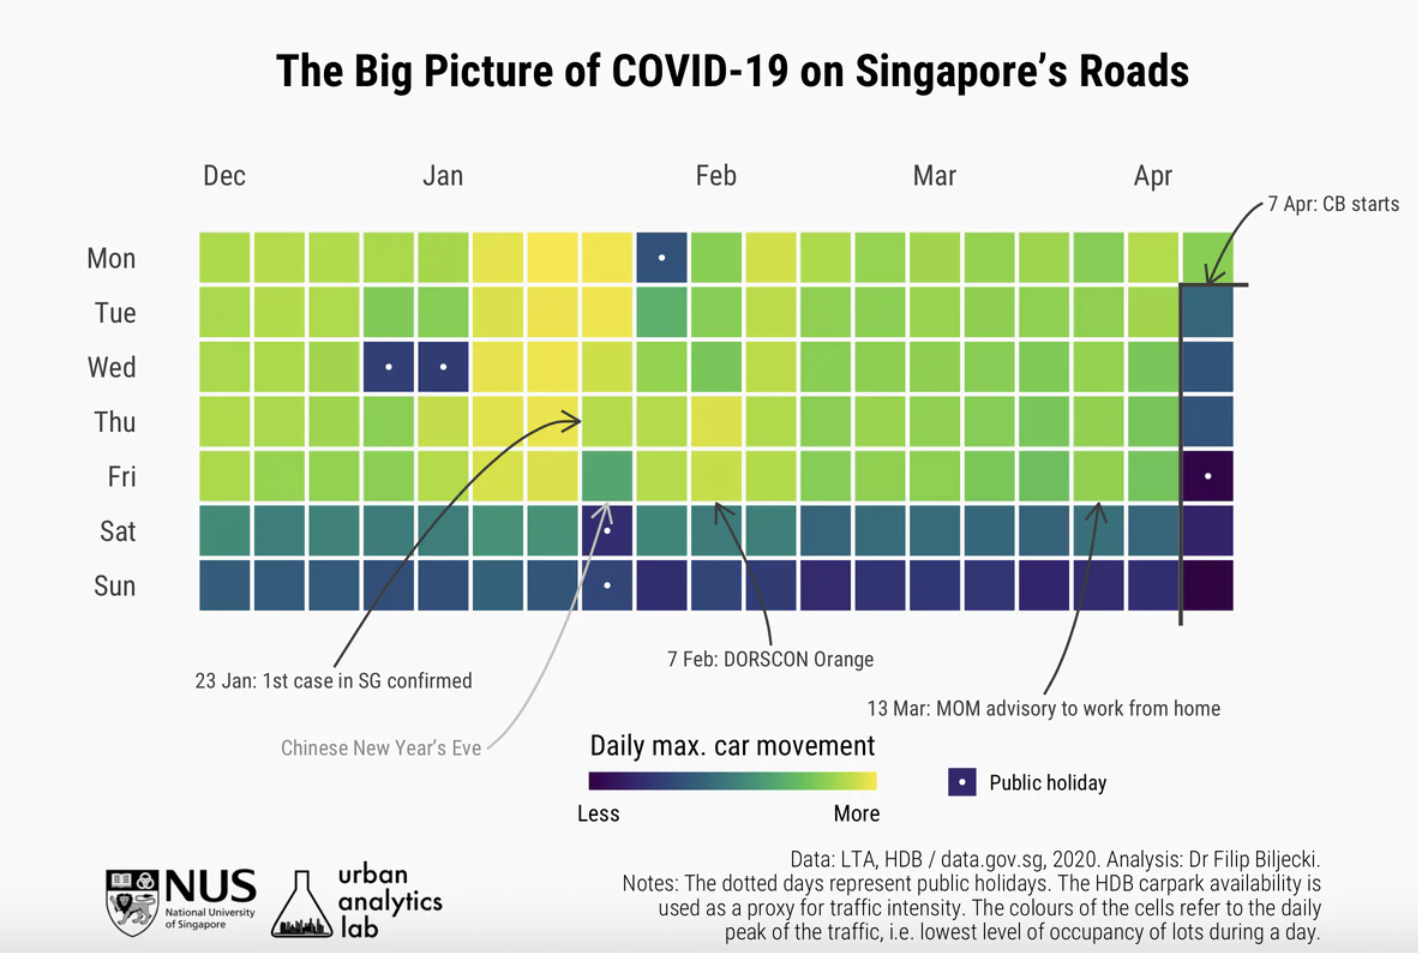 The Big Picture of COVID-19 on Singapore’s Roads
Dec Jan Feb Mar Apr
7 Apr: CB starts
Mon
Tue
Wed
Thu
Fri
Sat
Sun
23 Jan: 1st case in SG confirmed
7 Feb: DORSCON Orange
13 Mar: MOM advisory to work from home
Chinese New Year’s Eve
Daily max. car movement
Less More
Public holiday
Data: LTA, HDB / data.gov.sg, 2020. Analysis: Dr Filip Biljecki.
Notes: The dotted days represent public holidays. The HDB carpark availability is
used as a proxy for traffic intensity. The colours of the cells refer to the daily
peak of the traffic, i.e. lowest level of occupancy of lots during a day.
NUS
National University
of Singapore
urban
analytics
lab